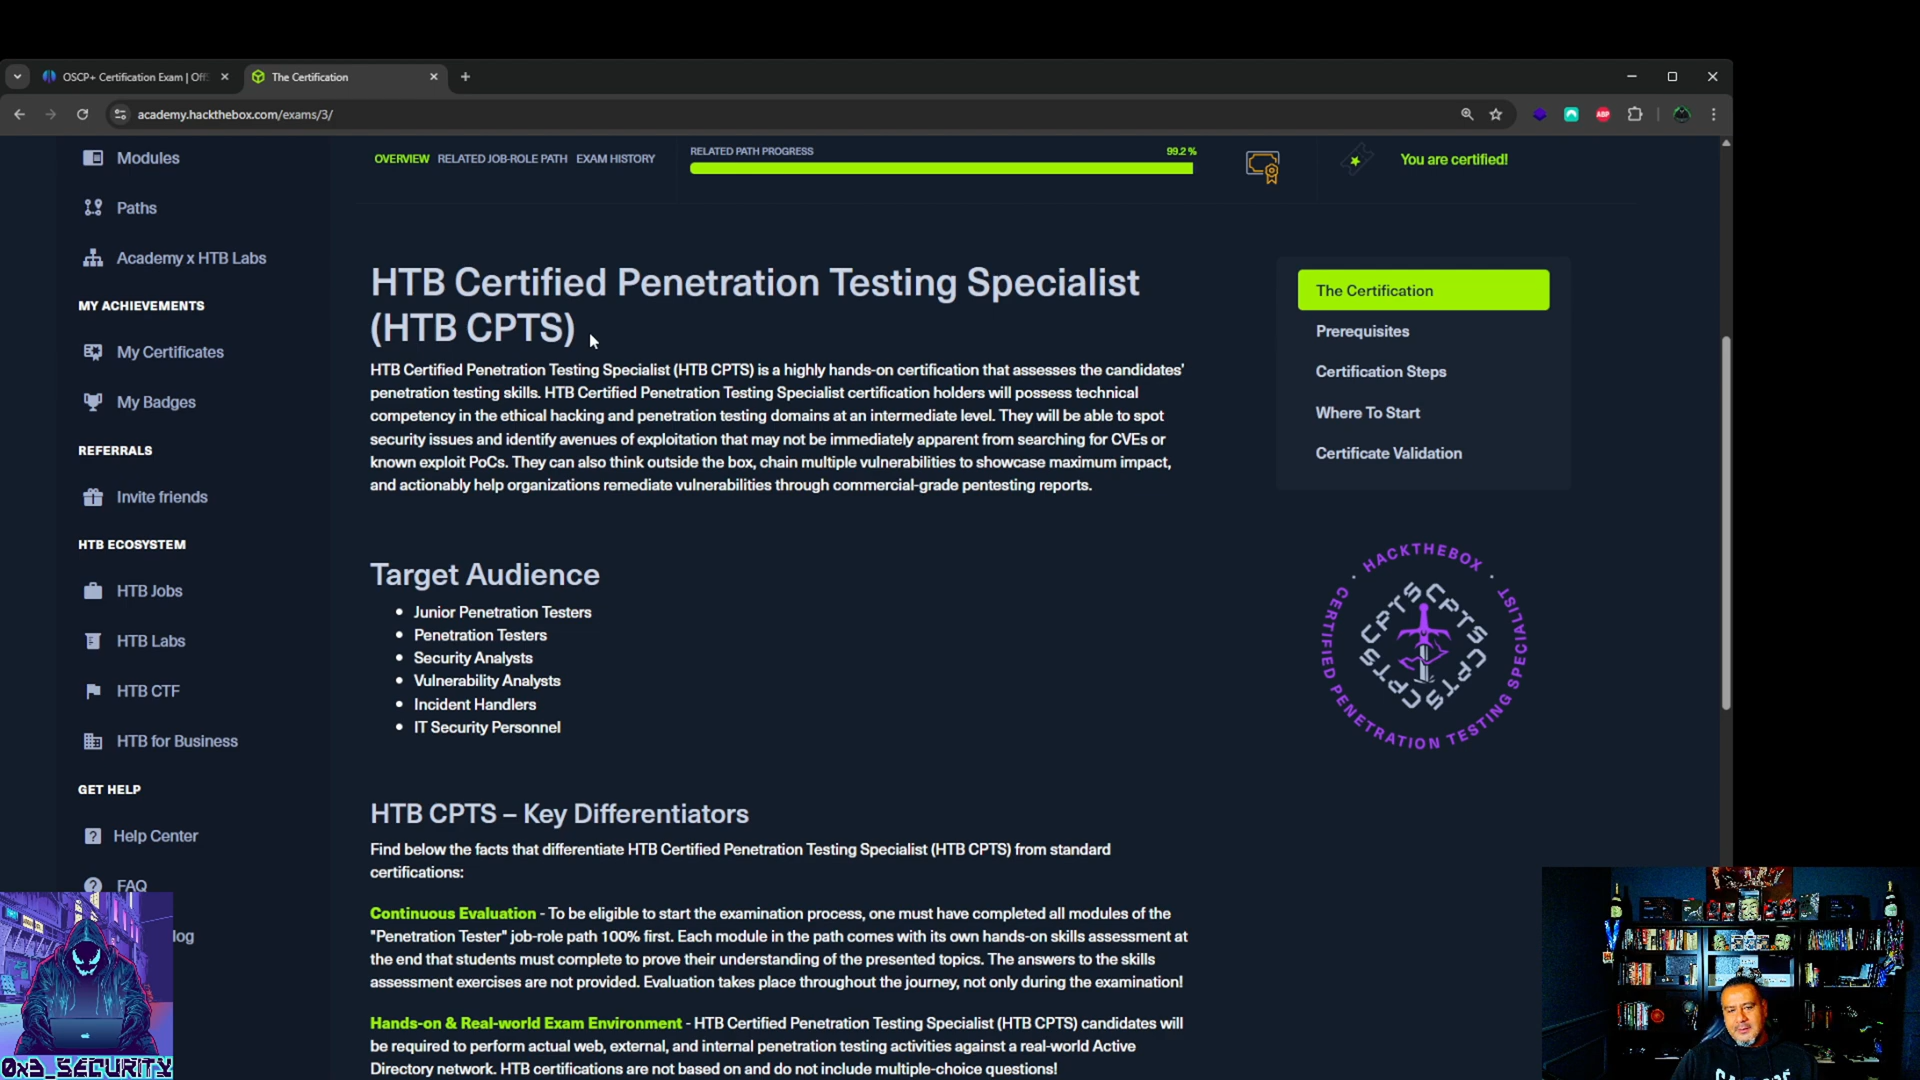 OSCP+ Certification Exam | Off
The Certification
academy.hackthebox.com/exams/3/
ABP
Modules
Paths
Academy x HTB Labs
MY ACHIEVEMENTS
My Certificates
My Badges
REFERRALS
Invite friends
HTB ECOSYSTEM
HTB Jobs
HTB Labs
HTB CTF
HTB for Business
GET HELP
Help Center
FAQ
log
OVERVIEW RELATED JOB-ROLE PATH EXAM HISTORY
RELATED PATH PROGRESS 99.2 %
You are certified!
HTB Certified Penetration Testing Specialist
(HTB CPTS)
HTB Certified Penetration Testing Specialist (HTB CPTS) is a highly hands-on certification that assesses the candidates'
penetration testing skills. HTB Certified Penetration Testing Specialist certification holders will possess technical
competency in the ethical hacking and penetration testing domains at an intermediate level. They will be able to spot
security issues and identify avenues of exploitation that may not be immediately apparent from searching for CVEs or
known exploit PoCs. They can also think outside the box, chain multiple vulnerabilities to showcase maximum impact,
and actionably help organizations remediate vulnerabilities through commercial-grade pentesting reports.
Target Audience
• Junior Penetration Testers
• Penetration Testers
• Security Analysts
• Vulnerability Analysts
• Incident Handlers
• IT Security Personnel
HTB CPTS – Key Differentiators
Find below the facts that differentiate HTB Certified Penetration Testing Specialist (HTB CPTS) from standard
certifications:
Continuous Evaluation - To be eligible to start the examination process, one must have completed all modules of the
"Penetration Tester" job-role path 100% first. Each module in the path comes with its own hands-on skills assessment at
the end that students must complete to prove their understanding of the presented topics. The answers to the skills
assessment exercises are not provided. Evaluation takes place throughout the journey, not only during the examination!
Hands-on & Real-world Exam Environment - HTB Certified Penetration Testing Specialist (HTB CPTS) candidates will
be required to perform actual web, external, and internal penetration testing activities against a real-world Active
Directory network. HTB certifications are not based on and do not include multiple-choice questions!
The Certification
Prerequisites
Certification Steps
Where To Start
Certificate Validation
HACKTHEBOX
CERTIFIED PENETRATION TESTING SPECIALIST
CPTS CPTS CPTS CPTS
0x3_SECURITY